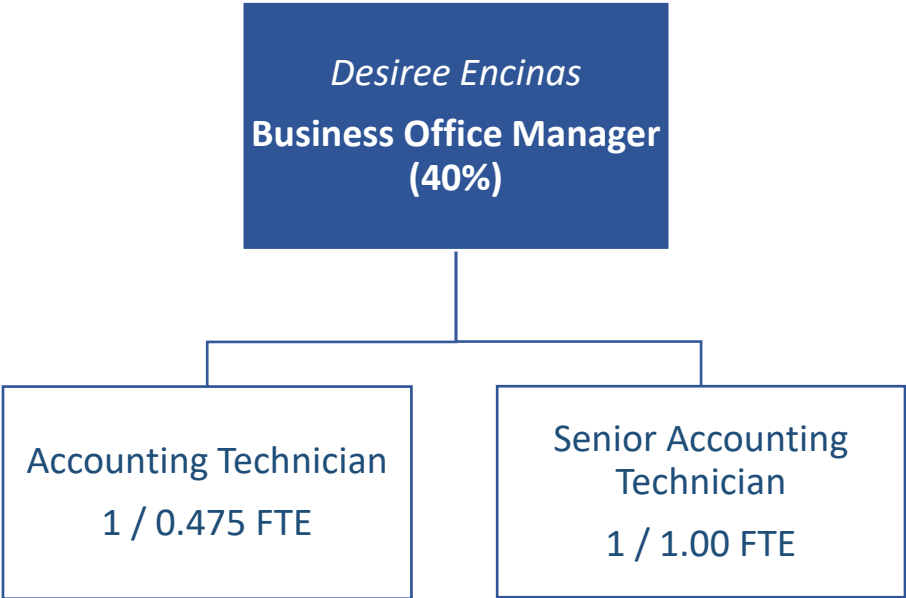 Desiree Encinas
Business Office Manager
(40%)
Accounting Technician
1 / 0.475 FTE
Senior Accounting
Technician
1 / 1.00 FTE